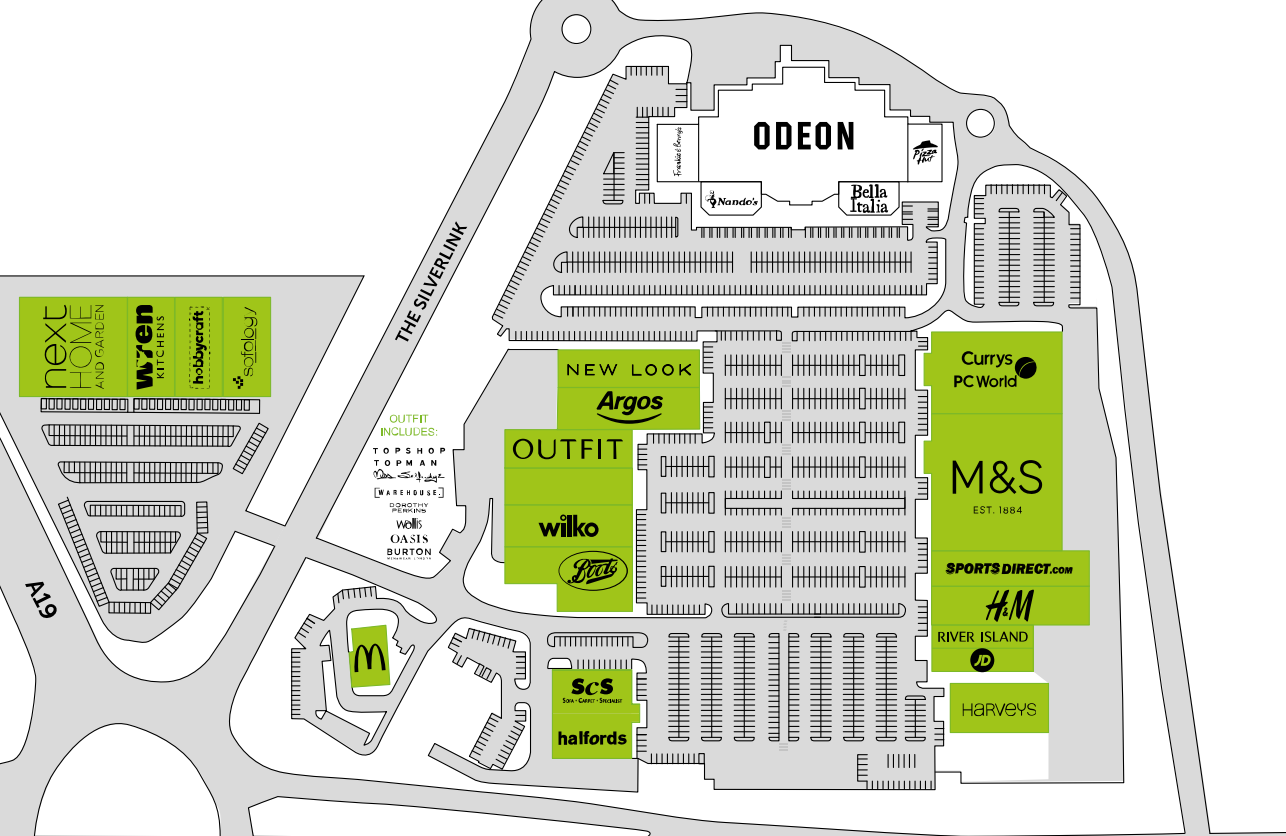 ODEON
Frankie & Benny's
Pizza
Hut
Nando's
Bella
Italia
THE SILVERLINK
next
HOME
AND GARDEN
wren
KITCHENS
hobbycraft
sofology
NEW LOOK
Argos
OUTFIT
wilko
Boots
OUTFIT
INCLUDES:
TOPSHOP
TOPMAN
Miss Selfridge
[WAREHOUSE]
DOROTHY
PERKINS
wallis
OASIS
BURTON
Currys
PC World
M&S
EST. 1884
SPORTSDIRECT.com
H&M
RIVER ISLAND
JD
HARVEYS
A19
M
ScS
SOFA • CARPET • SPECIALIST
halfords